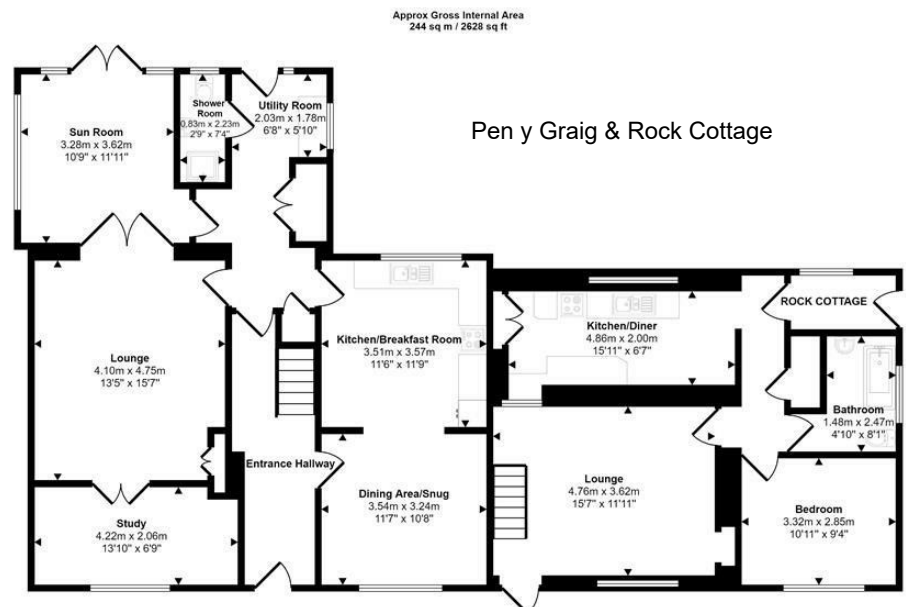 Approx Gross Internal Area
244 sq m / 2628 sq ft
Pen y Graig & Rock Cottage
Sun Room
3.28m x 3.62m
10'9" x 11'11"
Shower
Room
0.83m x 2.23m
2'9" x 7'4"
Utility Room
2.03m x 1.78m
6'8" x 5'10"
Lounge
4.10m x 4.75m
13'5" x 15'7"
Kitchen/Breakfast Room
3.51m x 3.57m
11'6" x 11'9"
Kitchen/Diner
4.86m x 2.00m
15'11" x 6'7"
ROCK COTTAGE
Bathroom
1.48m x 2.47m
4'10" x 8'1"
Entrance Hallway
Study
4.22m x 2.06m
13'10" x 6'9"
Dining Area/Snug
3.54m x 3.24m
11'7" x 10'8"
Lounge
4.76m x 3.62m
15'7" x 11'11"
Bedroom
3.32m x 2.85m
10'11" x 9'4"